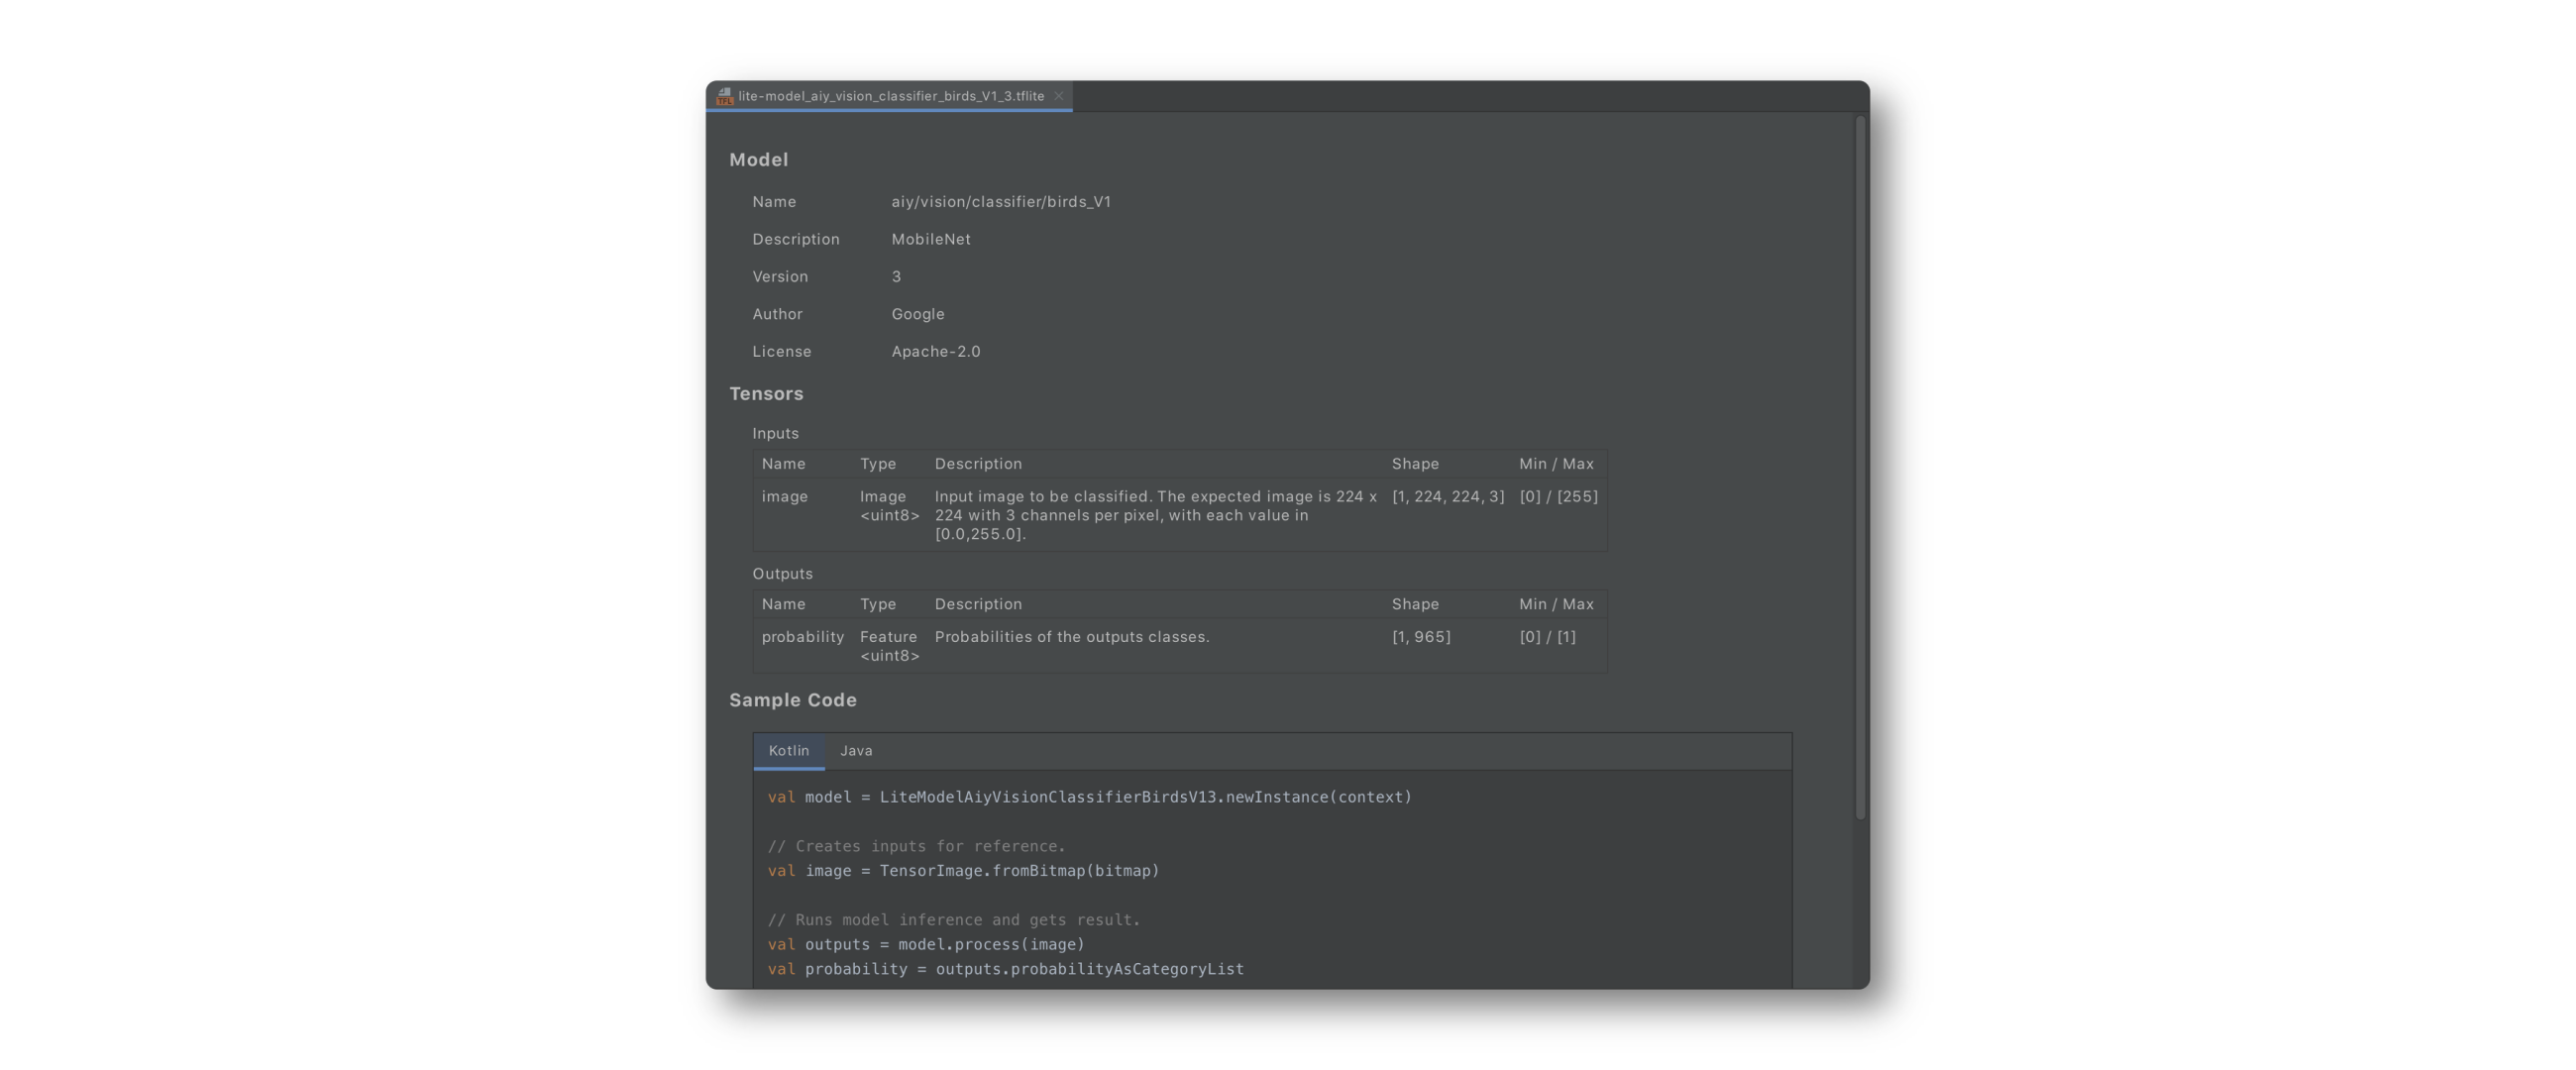 TFL lite-model_aiy_vision_classifier_birds_V1_3.tflite
Model
Name aiy/vision/classifier/birds_V1
Description MobileNet
Version 3
Author Google
License Apache-2.0
Tensors
Inputs
Name Type Description Shape Min / Max
image Image Input image to be classified. The expected image is 224 x [1, 224, 224, 3] [0] / [255]
<uint8> 224 with 3 channels per pixel, with each value in
[0.0,255.0].
Outputs
Name Type Description Shape Min / Max
probability Feature Probabilities of the outputs classes. [1, 965] [0] / [1]
<uint8>
Sample Code
Kotlin Java
val model = LiteModelAiyVisionClassifierBirdsV13.newInstance(context)
// Creates inputs for reference.
val image = TensorImage.fromBitmap(bitmap)
// Runs model inference and gets result.
val outputs = model.process(image)
val probability = outputs.probabilityAsCategoryList